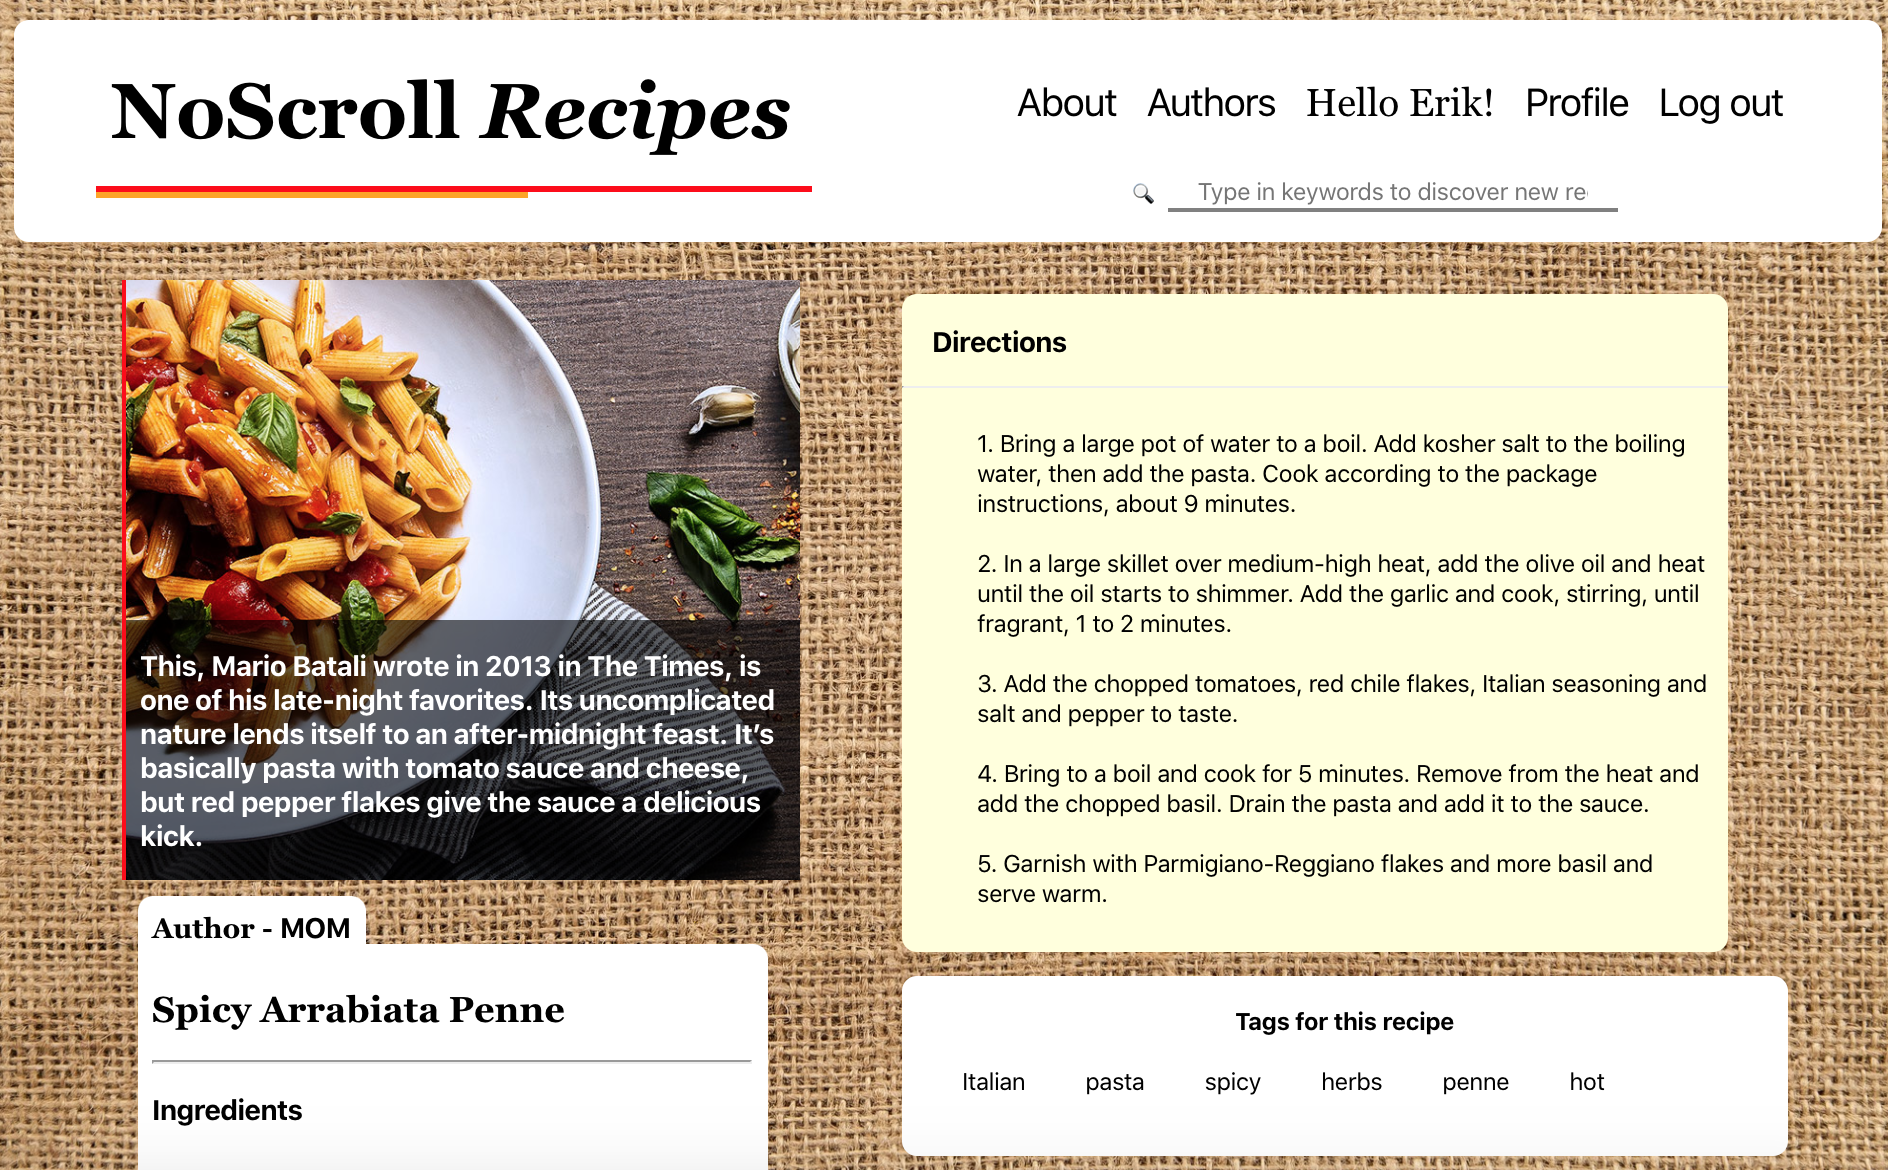 NoScroll Recipes
About Authors Hello Erik! Profile Log out
Type in keywords to discover new re
This, Mario Batali wrote in 2013 in The Times, is
one of his late-night favorites. Its uncomplicated
nature lends itself to an after-midnight feast. It’s
basically pasta with tomato sauce and cheese,
but red pepper flakes give the sauce a delicious
kick.
Author - MOM
Spicy Arrabiata Penne
Ingredients
Directions
1. Bring a large pot of water to a boil. Add kosher salt to the boiling
water, then add the pasta. Cook according to the package
instructions, about 9 minutes.
2. In a large skillet over medium-high heat, add the olive oil and heat
until the oil starts to shimmer. Add the garlic and cook, stirring, until
fragrant, 1 to 2 minutes.
3. Add the chopped tomatoes, red chile flakes, Italian seasoning and
salt and pepper to taste.
4. Bring to a boil and cook for 5 minutes. Remove from the heat and
add the chopped basil. Drain the pasta and add it to the sauce.
5. Garnish with Parmigiano-Reggiano flakes and more basil and
serve warm.
Tags for this recipe
Italian pasta spicy herbs penne hot